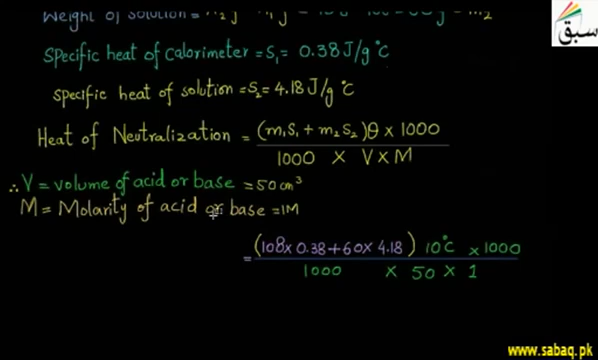 Weight of solution =
سبق
Specific heat of Calorimeter = S₁ = 0.38 J/g °C
Specific heat of solution = S₂ = 4.18 J/g °C
Heat of Neutralization = (m₁S₁ + m₂S₂)θ × 1000
1000 × V × M
∴ V = volume of acid or base = 50 cm³
M = Molarity of acid or base = 1M
= (108 × 0.38 + 60 × 4.18) 10°C × 1000
1000 × 50 × 1
www.sabaq.pk